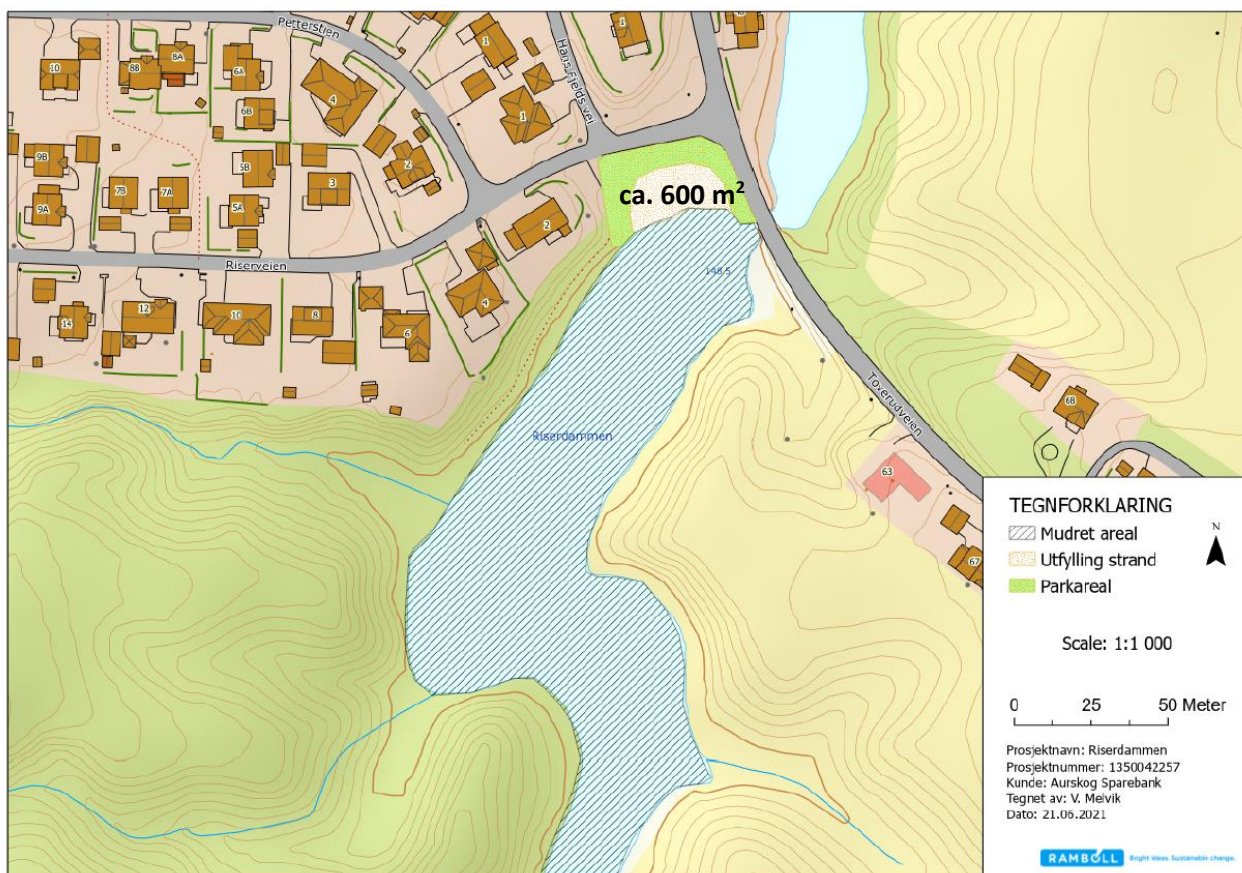 Petterstien
10
8B
8A
6A
6B
4
1
1
Hans Fjelds vei
1
9B
9A
7B
7A
5B
5A
3
2
2
ca. 600 m²
148.5
Riserveien
14
12
10
8
6
4
Riserdammen
Toverudveien
68
63
67
TEGNFORKLARING
Mudret areal
Utfylling strand
Parkareal
N
Scale: 1:1 000
0 25 50 Meter
Prosjektnavn: Riserdammen
Prosjektnummer: 1350042257
Kunde: Aurskog Sparebank
Tegnet av: V. Melvik
Dato: 21.06.2021
RAMBOLL Bright ideas. Sustainable change.